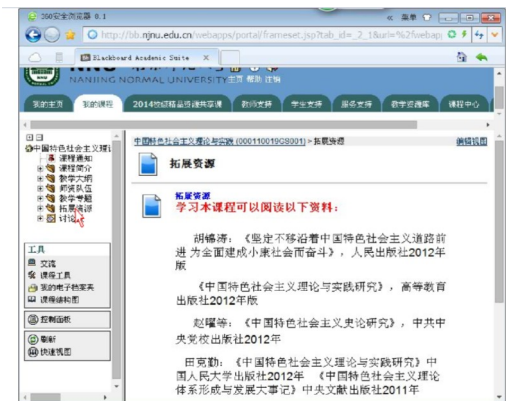 360安全浏览器 0.1
菜单
http://bb.njnu.edu.cn/webapps/portal/frameset.jsp?tab_id=_2_1&url=%2fwebap
Blackboard Academic Suite
NANJING NORMAL UNIVERSITY 主页 帮助 注销
我的主页 我的课程 2014校级精品资源共享课 教师支持 学生支持 服务支持 教学资源库 课程中心
中国特色社会主义理论与实践 (000110019GS001) > 拓展资源 编辑视图
中国特色社会主义理
课程通知
课程简介
教学大纲
师资队伍
教学专题
拓展资源
讨论
工具
交流
课程工具
我的电子档案夹
课程结构图
控制面板
刷新
快速视图
拓展资源
拓展资源
学习本课程可以阅读以下资料：
胡锦涛：《坚定不移沿着中国特色社会主义道路前
进 为全面建成小康社会而奋斗》，人民出版社2012年
版
《中国特色社会主义理论与实践研究》，高等教育
出版社2012年版
赵曜等：《中国特色社会主义史论研究》，中共中
央党校出版社2012年
田克勤：《中国特色社会主义理论与实践研究》中
国人民大学出版社2012年 《中国特色社会主义理论
体系形成与发展大事记》中央文献出版社2011年